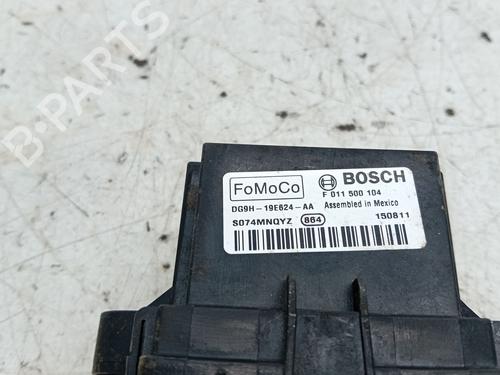 B-PARTS
FoMoCo
BOSCH
F 011 500 104
DG9H-19E624-AA
Assembled in Mexico
S074MNQYZ 864
150811